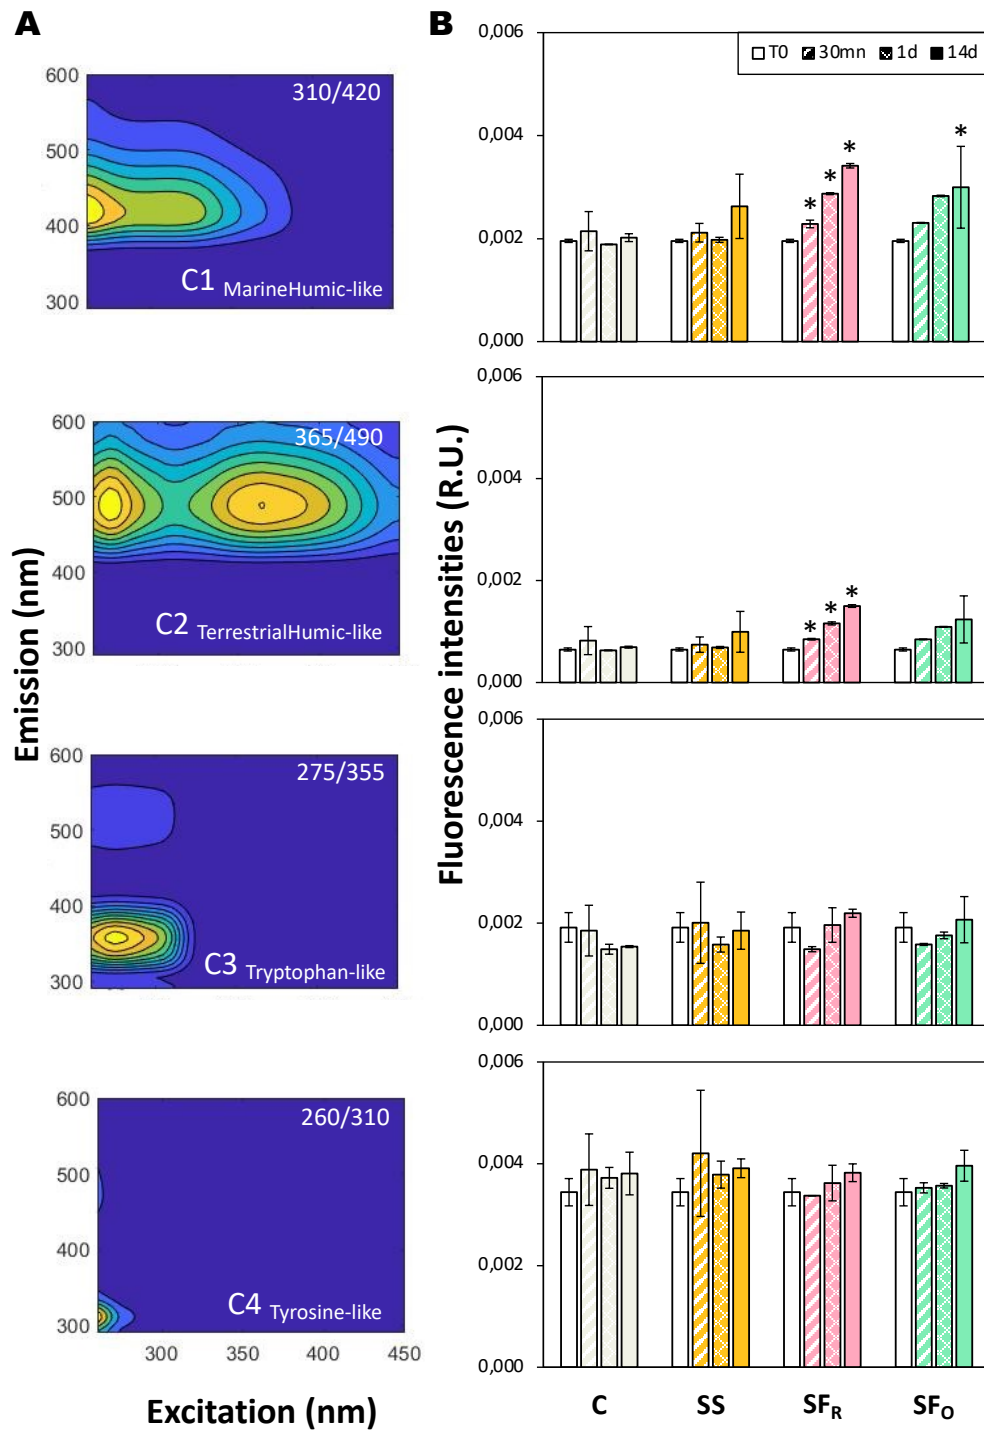 A
B
Emission (nm)
600
500
400
300
310/420
C1 MarineHumic-like
600
500
400
300
365/490
C2 TerrestrialHumic-like
600
500
400
300
275/355
C3 Tryptophan-like
600
500
400
300
260/310
C4 Tyrosine-like
300 350 400 450
Excitation (nm)
Fluorescence intensities (R.U.)
T0 30mn 1d 14d
0,006
0,004
0,002
0,000
* * * *
0,006
0,004
0,002
0,000
* * *
0,006
0,004
0,002
0,000
0,006
0,004
0,002
0,000
C SS SFR SFO